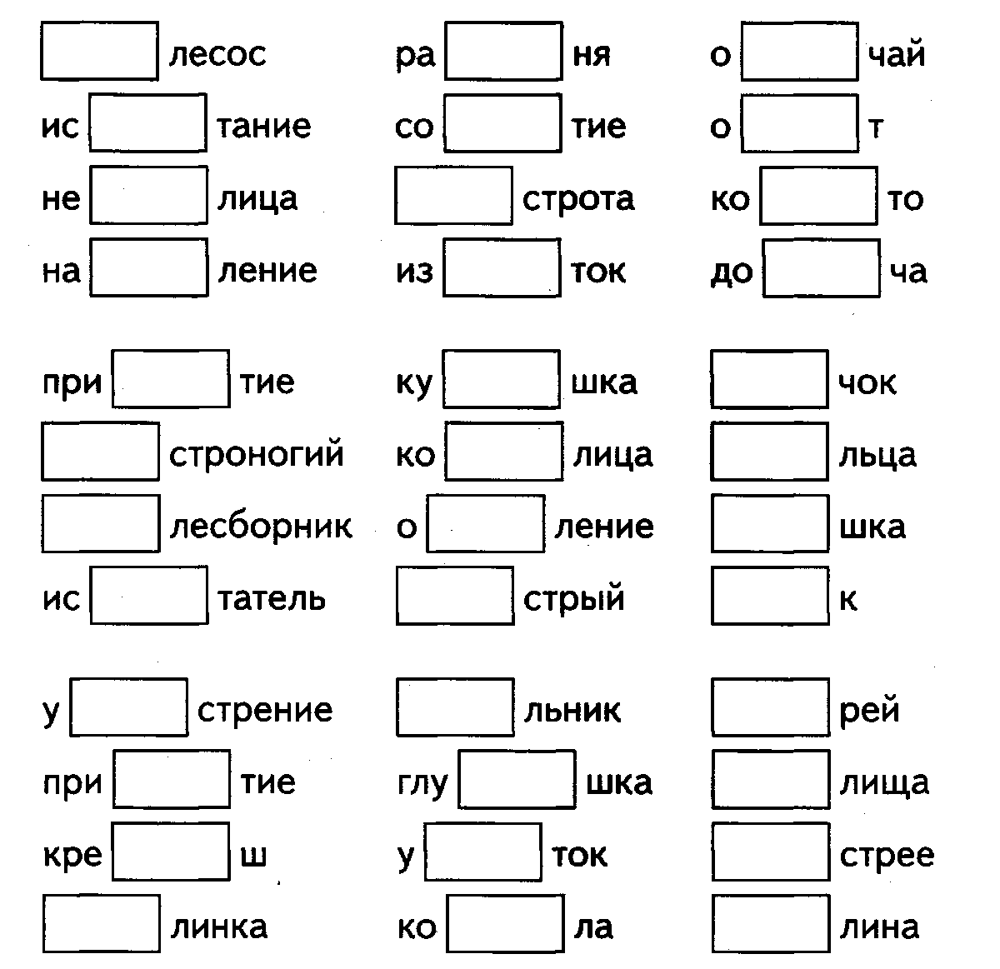 лесос ра ня о чай
ис тание со тие о т
не лица строта ко то
на ление из ток до ча
при тие ку шка чок
строногий ко лица льца
лесборник о ление шка
ис татель стрый к
у стрение льник рей
при тие глу шка лища
кре ш у ток стрее
линка ко ла лина